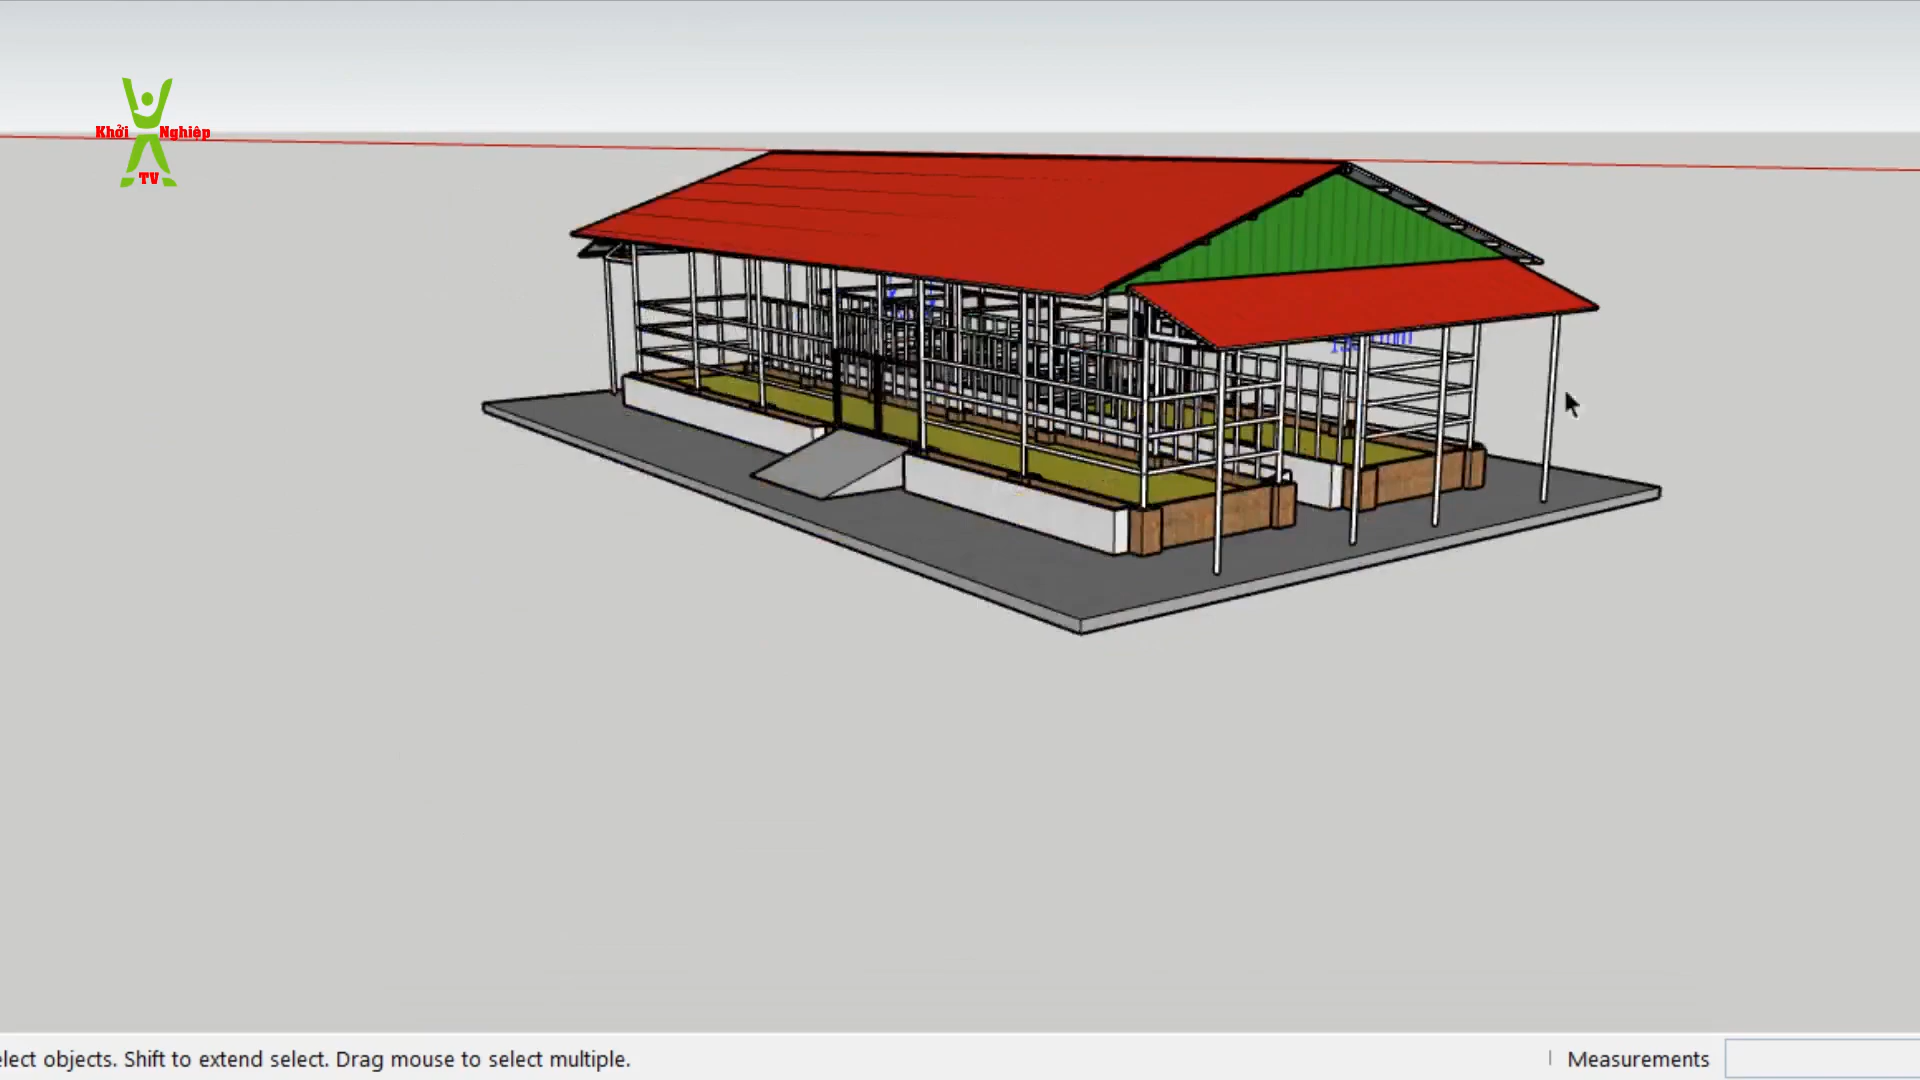 Khởi Nghiệp
TV
elect objects. Shift to extend select. Drag mouse to select multiple.
Measurements